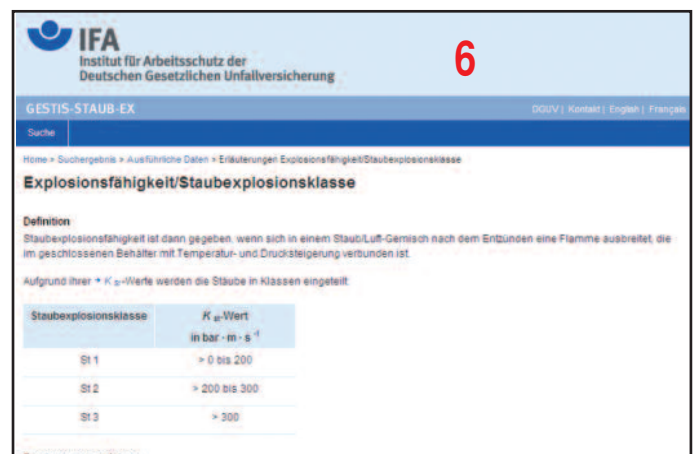 IFA
Institut für Arbeitsschutz der
Deutschen Gesetzlichen Unfallversicherung
6
GESTIS-STAUB-EX
DGUV | Kontakt | English | Français
Suche
Home > Suchergebnis > Ausführliche Daten > Erläuterungen Explosionsfähigkeit/Staubexplosionsklasse
Explosionsfähigkeit/Staubexplosionsklasse
Definition
Staubexplosionsfähigkeit ist dann gegeben, wenn sich in einem Staub/Luft-Gemisch nach dem Entzünden eine Flamme ausbreitet, die
im geschlossenen Behälter mit Temperatur- und Drucksteigerung verbunden ist.
Aufgrund ihrer K St-Werte werden die Stäube in Klassen eingeteilt:
Staubexplosionsklasse K St-Wert
in bar · m · s -1
St 1 > 0 bis 200
St 2 > 200 bis 300
St 3 > 300